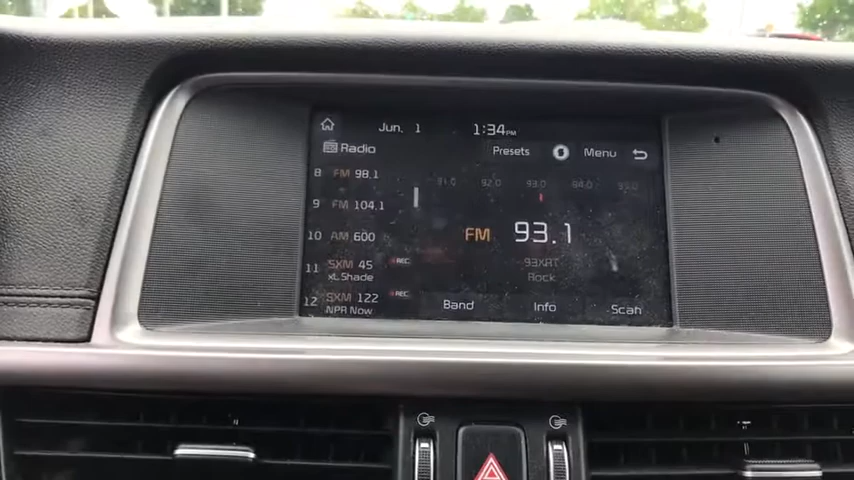 Jun. 1 1:34PM
Radio Presets Menu
8 FM 98.1
91.0 92.0 93.0 94.0
9 FM 104.1
10 AM 600
FM 93.1
93XRT
Rock
11 SXM 45 REC
xL Shade
12 SXM 122 REC
NPR Now
Band Info Scan